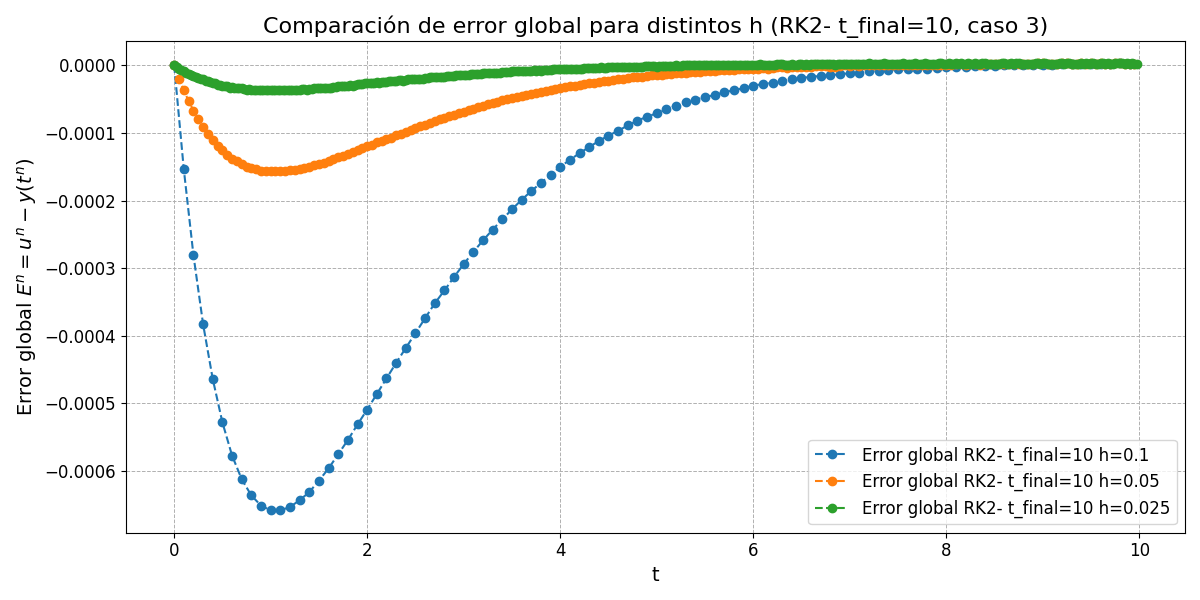 Comparación de error global para distintos h (RK2- t_final=10, caso 3)
Error global $E^n = u^n - y(t^n)$
0.0000
−0.0001
−0.0002
−0.0003
−0.0004
−0.0005
−0.0006
0 2 4 6 8 10
t
Error global RK2- t_final=10 h=0.1
Error global RK2- t_final=10 h=0.05
Error global RK2- t_final=10 h=0.025